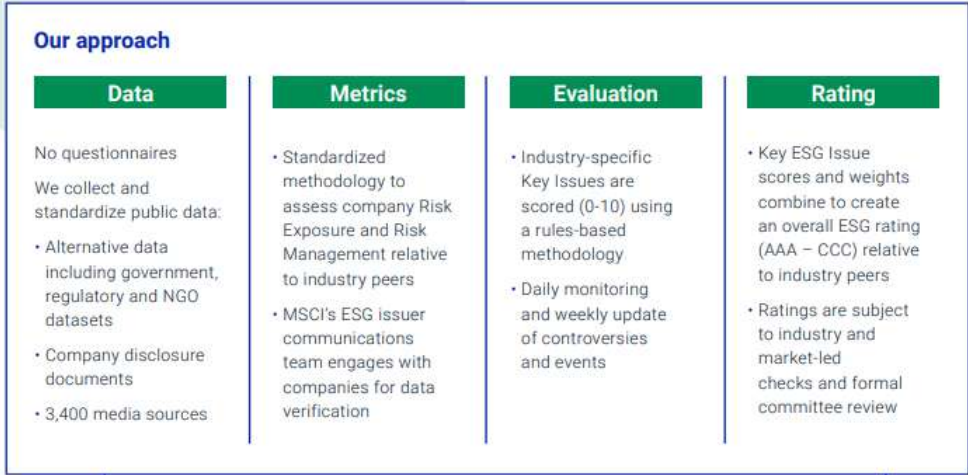 Our approach
Data
No questionnaires
We collect and
standardize public data:
• Alternative data
including government,
regulatory and NGO
datasets
• Company disclosure
documents
• 3,400 media sources
Metrics
• Standardized
methodology to
assess company Risk
Exposure and Risk
Management relative
to industry peers
• MSCI's ESG issuer
communications
team engages with
companies for data
verification
Evaluation
• Industry-specific
Key Issues are
scored (0-10) using
a rules-based
methodology
• Daily monitoring
and weekly update
of controversies
and events
Rating
• Key ESG Issue
scores and weights
combine to create
an overall ESG rating
(AAA – CCC) relative
to industry peers
• Ratings are subject
to industry and
market-led
checks and formal
committee review